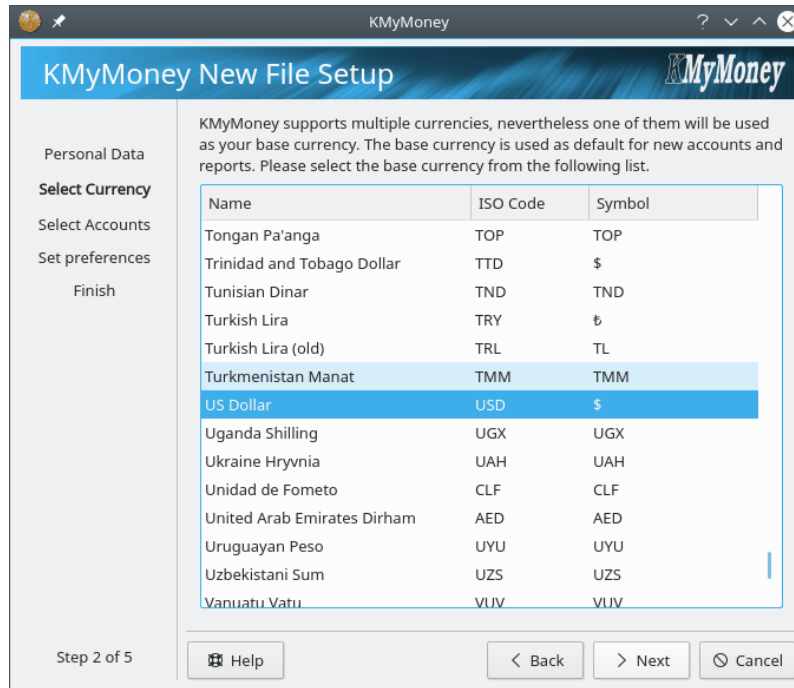 KMyMoney
KMyMoney New File Setup
KMyMoney
Personal Data
Select Currency
Select Accounts
Set preferences
Finish
KMyMoney supports multiple currencies, nevertheless one of them will be used
as your base currency. The base currency is used as default for new accounts and
reports. Please select the base currency from the following list.
Name ISO Code Symbol
Tongan Pa'anga TOP TOP
Trinidad and Tobago Dollar TTD $
Tunisian Dinar TND TND
Turkish Lira TRY ₺
Turkish Lira (old) TRL TL
Turkmenistan Manat TMM TMM
US Dollar USD $
Uganda Shilling UGX UGX
Ukraine Hryvnia UAH UAH
Unidad de Fometo CLF CLF
United Arab Emirates Dirham AED AED
Uruguayan Peso UYU UYU
Uzbekistani Sum UZS UZS
Vanuatu Vatu VUV VUV
Step 2 of 5
Help
< Back
> Next
Cancel